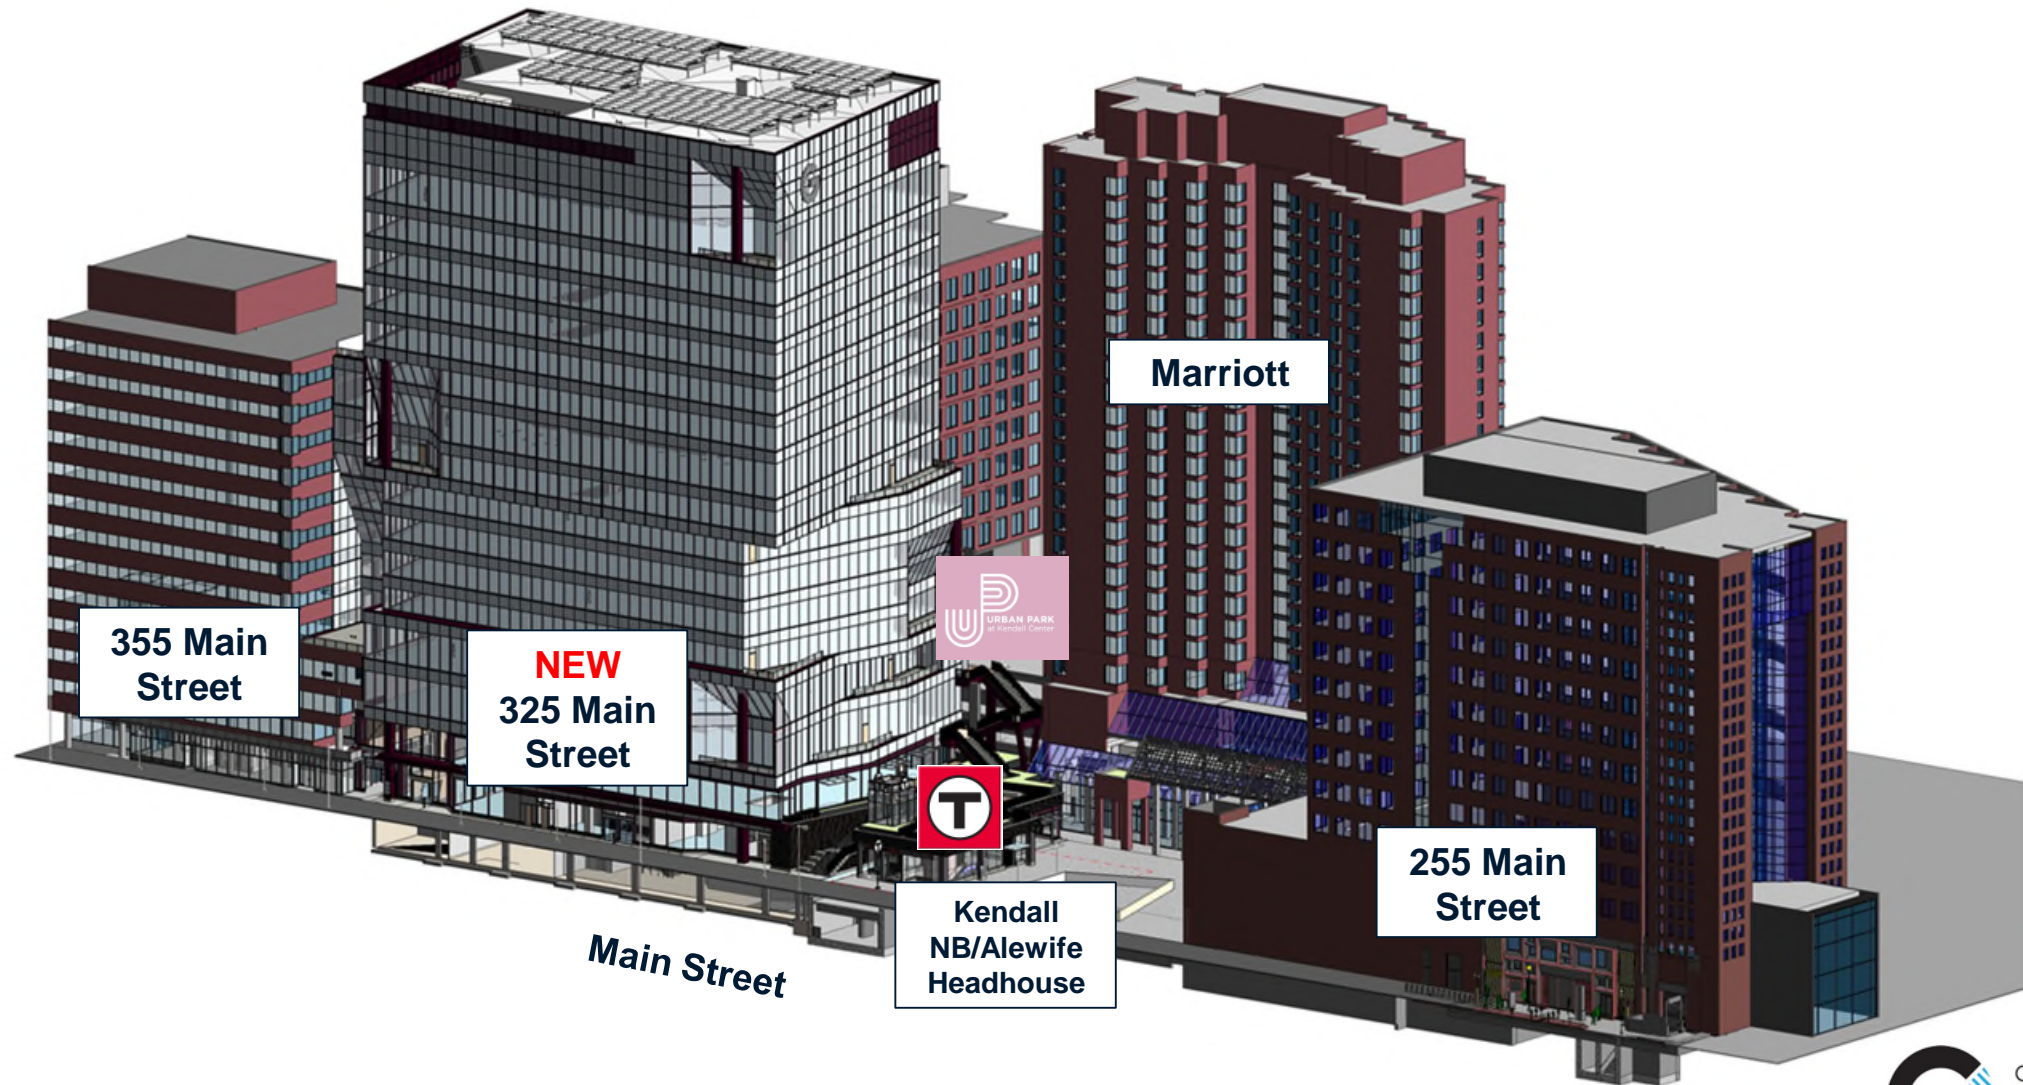 G
Marriott
URBAN PARK
at Kendall Center
355 Main
Street
NEW
325 Main
Street
T
255 Main
Street
Kendall
NB/Alewife
Headhouse
Main Street